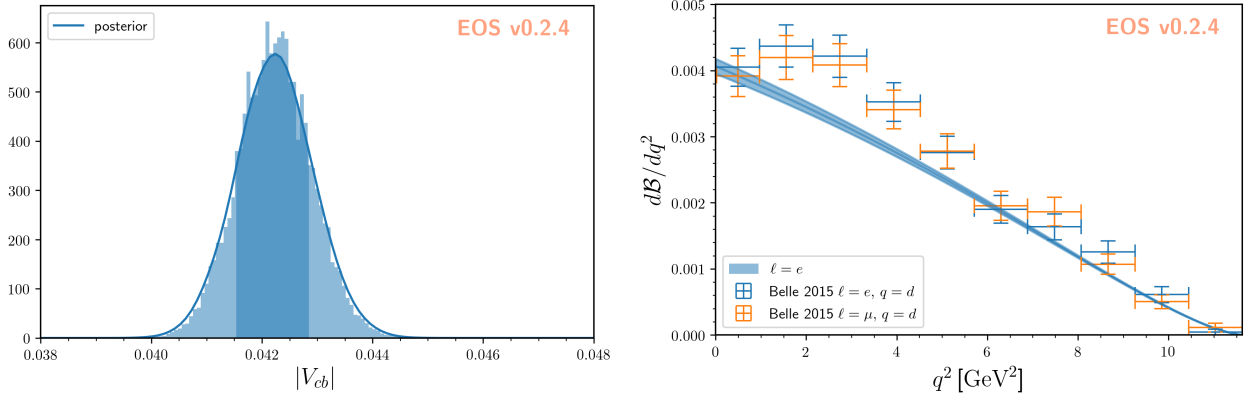 posterior
EOS v0.2.4
600
500
400
300
200
100
0
0.038
0.040
0.042
0.044
0.046
0.048
|V_cb|
EOS v0.2.4
0.005
0.004
0.003
0.002
0.001
0.000
dℬ/dq²
ℓ = e
Belle 2015 ℓ = e, q = d
Belle 2015 ℓ = μ, q = d
0
2
4
6
8
10
q² [GeV²]